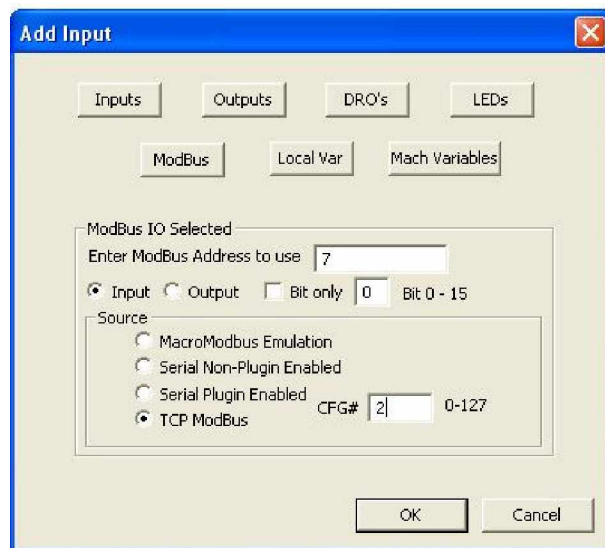 Add Input
Inputs Outputs DRO's LEDs
ModBus Local Var Mach Variables
ModBus IO Selected
Enter ModBus Address to use 7
Input Output Bit only 0 Bit 0 - 15
Source
MacroModbus Emulation
Serial Non-Plugin Enabled
Serial Plugin Enabled
CFG# 2 0-127
TCP ModBus
OK Cancel